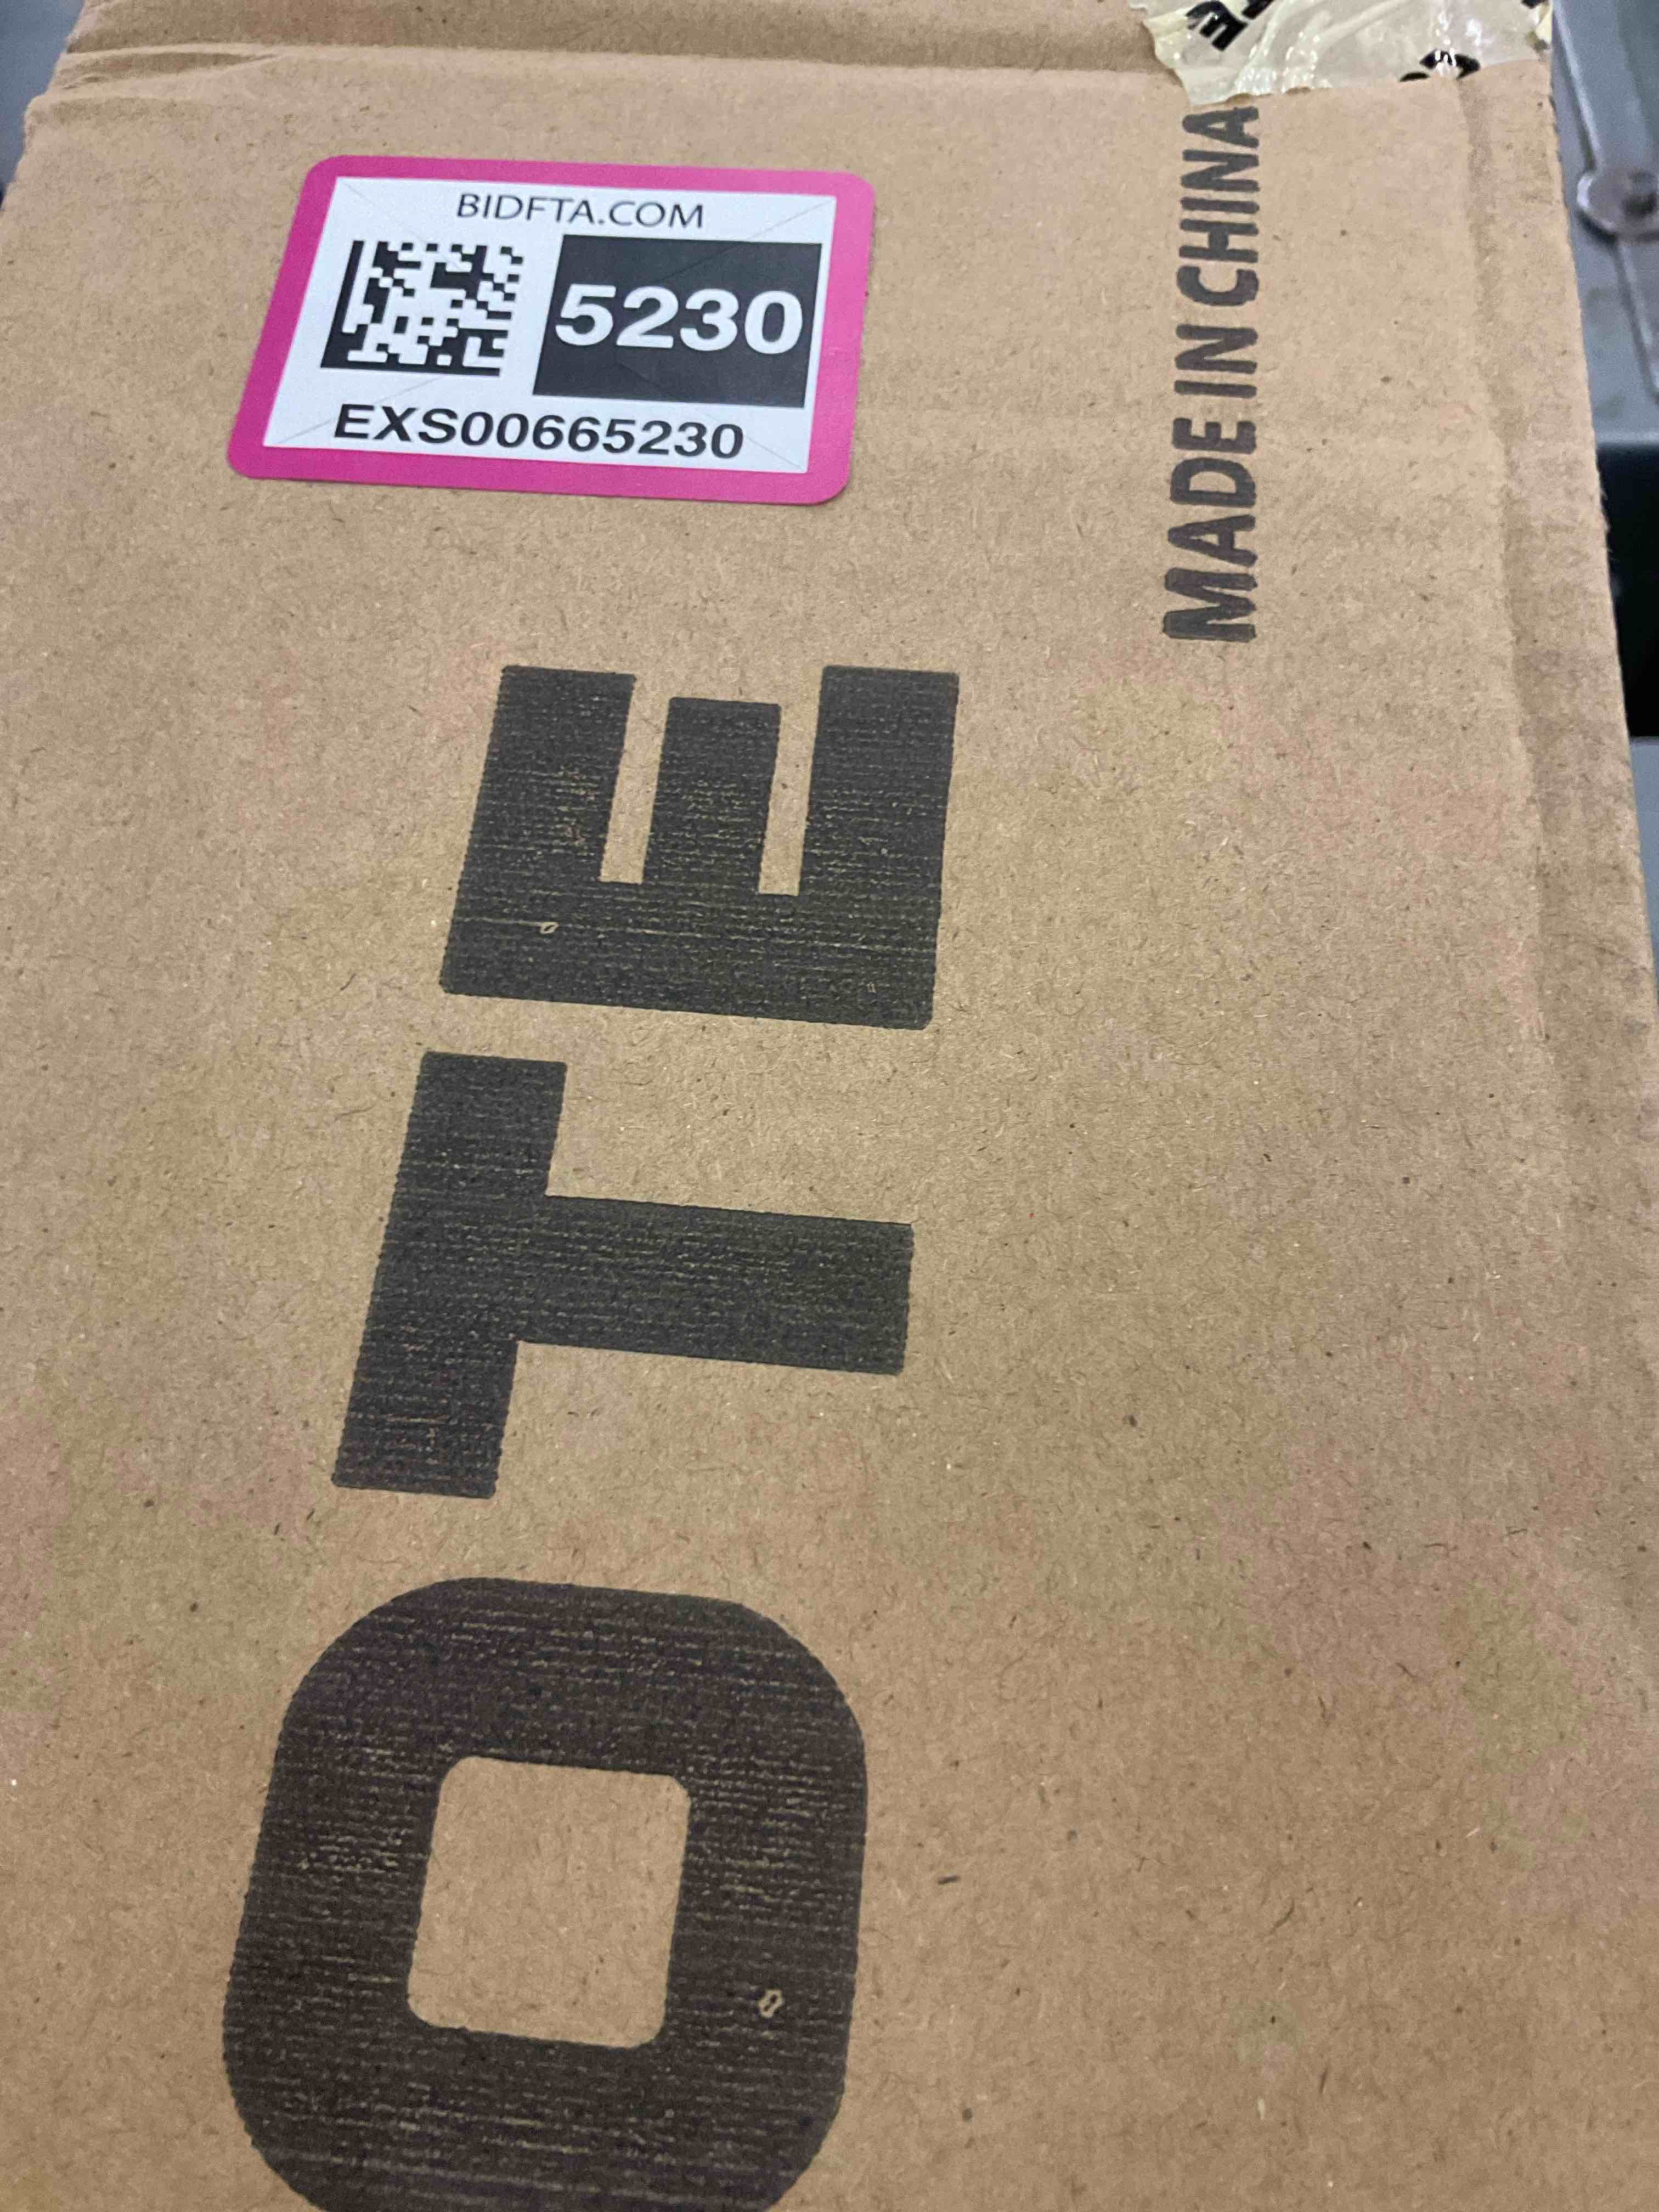 BIDFTA.COM
5230
EXS00665230
MADE IN CHINA
OTE